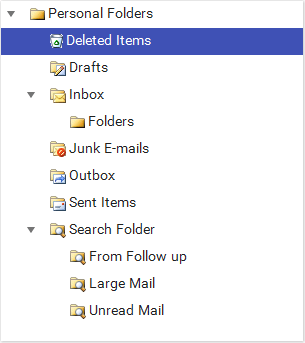 Personal Folders
Deleted Items
Drafts
Inbox
Folders
Junk E-mails
Outbox
Sent Items
Search Folder
From Follow up
Large Mail
Unread Mail